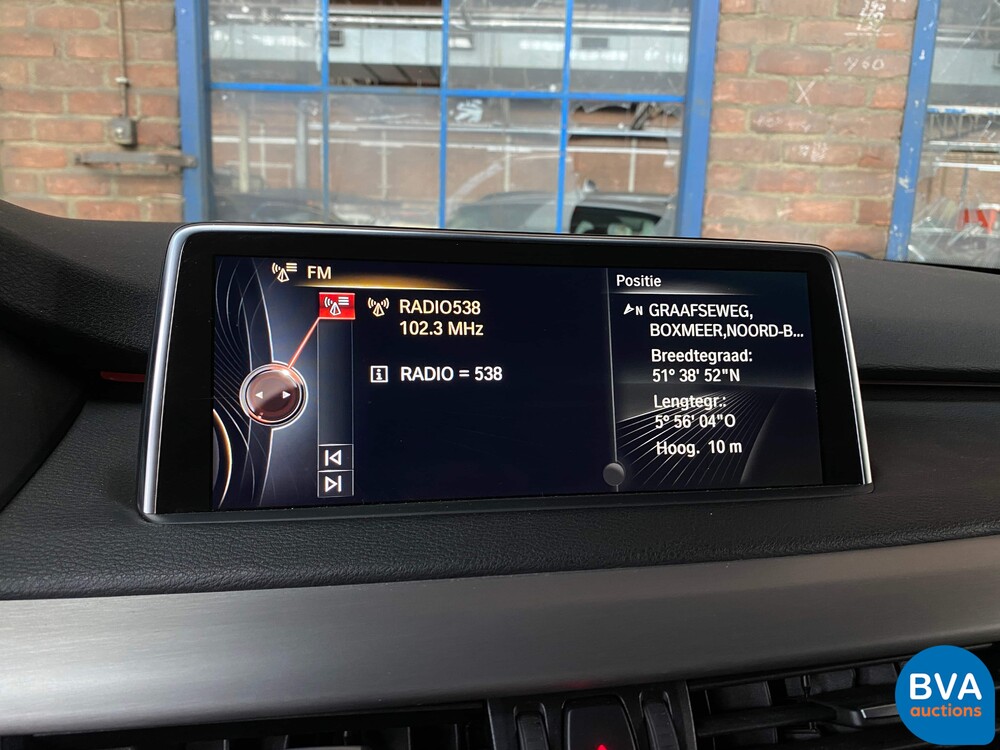 FM
RADIO538
102.3 MHz
RADIO = 538
Positie
N GRAAFSEWEG,
BOXMEER,NOORD-B...
Breedtegraad:
51° 38' 52"N
Lengtegr.:
5° 56' 04"O
Hoog. 10 m
BVA
auctions